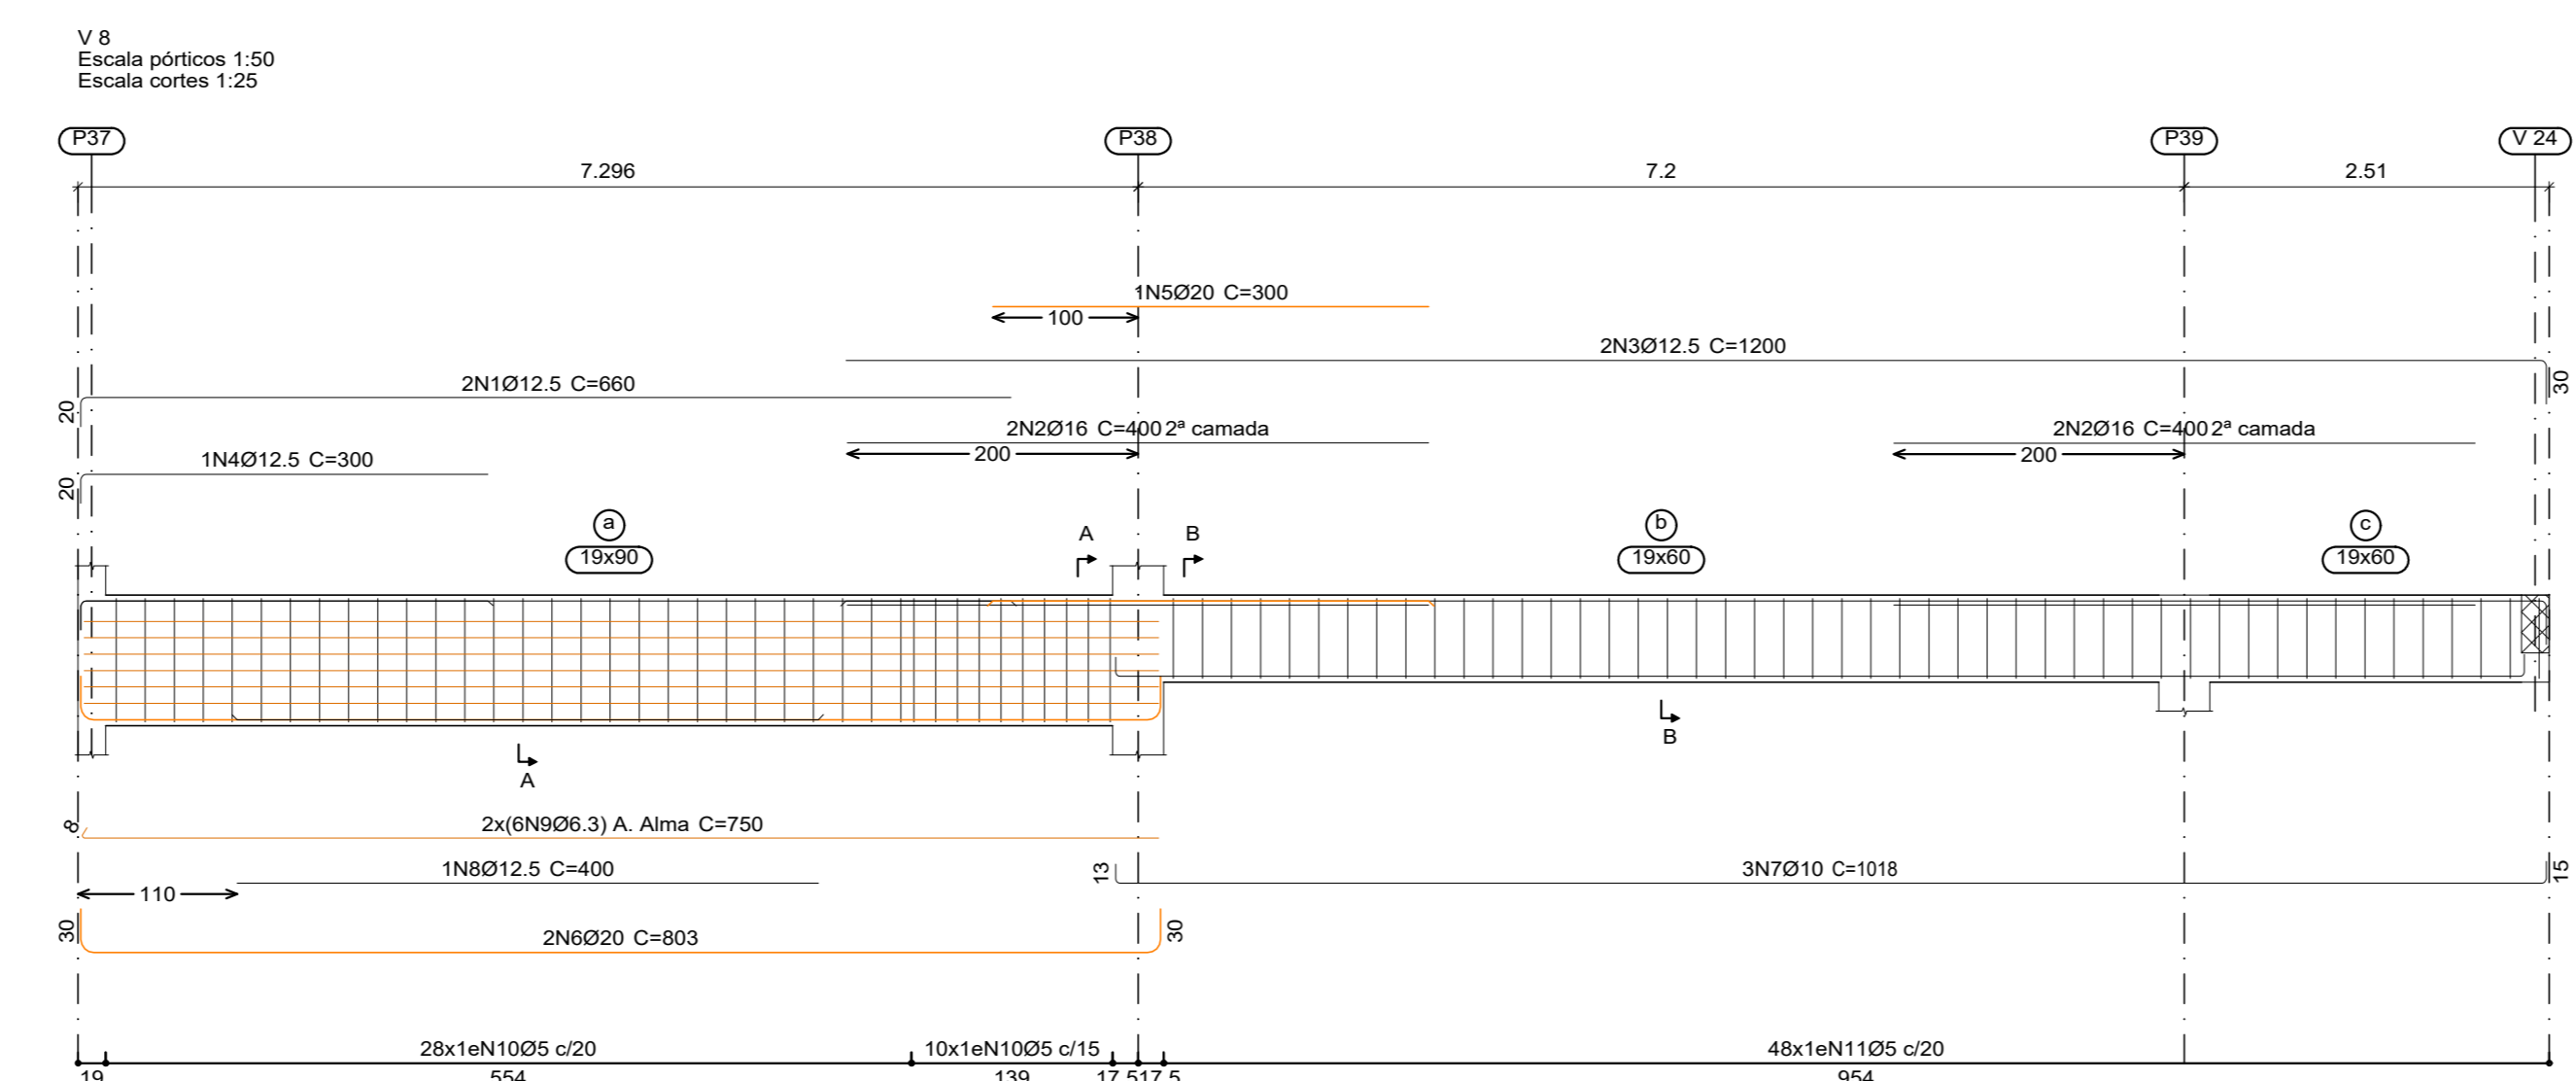 V 8
Escala pórticos 1:50
Escala cortes 1:25
P37 P38 P39 V 24
7.296 7.2 2.51
1N5Ø20 C=300
100
2N3Ø12.5 C=1200
30
2N1Ø12.5 C=660
20
2N2Ø16 C=400 2ª camada 2N2Ø16 C=400 2ª camada
200 200
1N4Ø12.5 C=300
20
a A B b c
19x90 19x60 19x60
A B
2x(6N9Ø6.3) A. Alma C=750
8
1N8Ø12.5 C=400 13 3N7Ø10 C=1018 15
110
30 2N6Ø20 C=803 30
28x1eN10Ø5 c/20 10x1eN10Ø5 c/15 48x1eN11Ø5 c/20
19 554 139 17.5 17.5 954